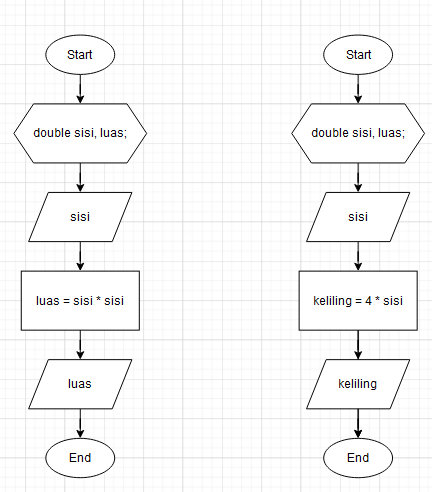 Start
double sisi, luas;
sisi
luas = sisi * sisi
luas
End
Start
double sisi, luas;
sisi
keliling = 4 * sisi
keliling
End